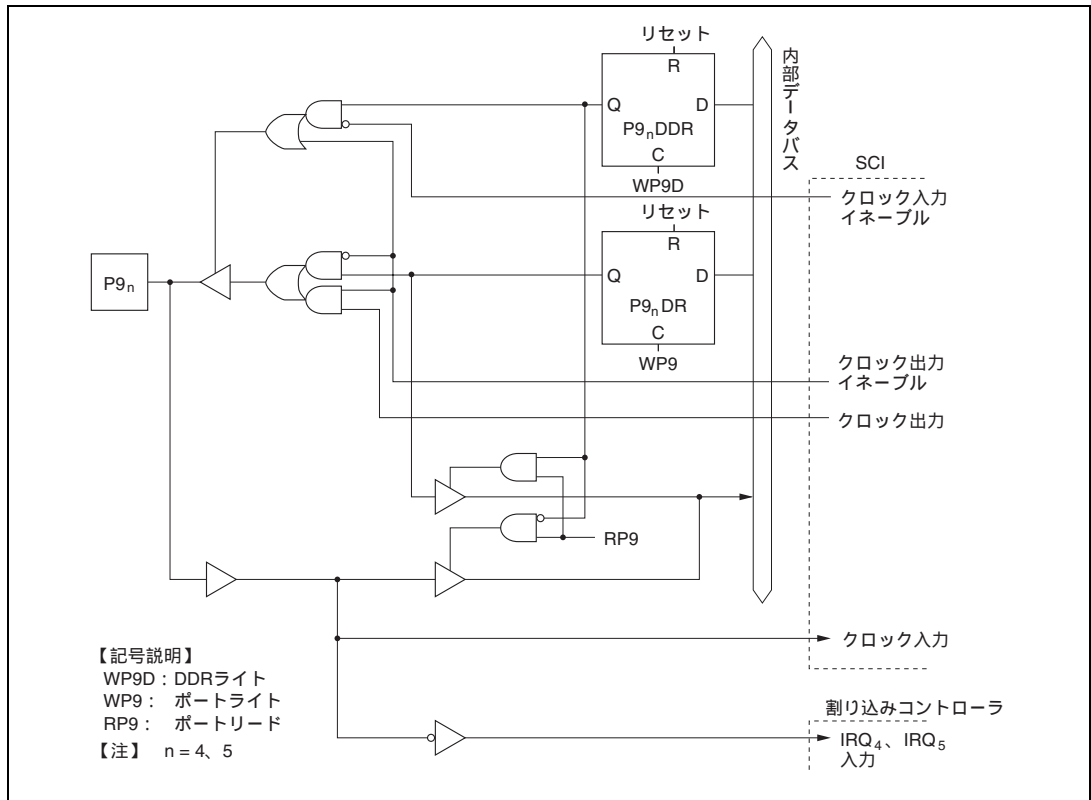 リセット
R
Q
D
P9nDDR
C
WP9D
内部データバス
SCI
クロック入力
イネーブル
リセット
R
Q
D
P9nDR
C
WP9
P9n
クロック出力
イネーブル
クロック出力
RP9
クロック入力
【記号説明】
WP9D：DDRライト
WP9： ポートライト
RP9： ポートリード
【注】 n = 4、5
割り込みコントローラ
IRQ4、IRQ5
入力